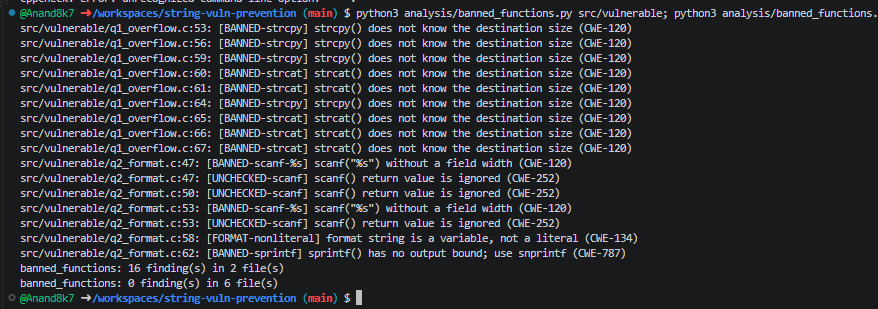 @Anand8k7 ➜/workspaces/string-vuln-prevention (main) $ python3 analysis/banned_functions.py src/vulnerable; python3 analysis/banned_functions.
src/vulnerable/q1_overflow.c:53: [BANNED-strcpy] strcpy() does not know the destination size (CWE-120)
src/vulnerable/q1_overflow.c:56: [BANNED-strcpy] strcpy() does not know the destination size (CWE-120)
src/vulnerable/q1_overflow.c:59: [BANNED-strcpy] strcpy() does not know the destination size (CWE-120)
src/vulnerable/q1_overflow.c:60: [BANNED-strcat] strcat() does not know the destination size (CWE-120)
src/vulnerable/q1_overflow.c:61: [BANNED-strcat] strcat() does not know the destination size (CWE-120)
src/vulnerable/q1_overflow.c:64: [BANNED-strcpy] strcpy() does not know the destination size (CWE-120)
src/vulnerable/q1_overflow.c:65: [BANNED-strcat] strcat() does not know the destination size (CWE-120)
src/vulnerable/q1_overflow.c:66: [BANNED-strcat] strcat() does not know the destination size (CWE-120)
src/vulnerable/q1_overflow.c:67: [BANNED-strcat] strcat() does not know the destination size (CWE-120)
src/vulnerable/q2_format.c:47: [BANNED-scanf-%s] scanf("%s") without a field width (CWE-120)
src/vulnerable/q2_format.c:47: [UNCHECKED-scanf] scanf() return value is ignored (CWE-252)
src/vulnerable/q2_format.c:50: [UNCHECKED-scanf] scanf() return value is ignored (CWE-252)
src/vulnerable/q2_format.c:53: [BANNED-scanf-%s] scanf("%s") without a field width (CWE-120)
src/vulnerable/q2_format.c:53: [UNCHECKED-scanf] scanf() return value is ignored (CWE-252)
src/vulnerable/q2_format.c:58: [FORMAT-nonliteral] format string is a variable, not a literal (CWE-134)
src/vulnerable/q2_format.c:62: [BANNED-sprintf] sprintf() has no output bound; use snprintf (CWE-787)
banned_functions: 16 finding(s) in 2 file(s)
banned_functions: 0 finding(s) in 6 file(s)
@Anand8k7 ➜/workspaces/string-vuln-prevention (main) $